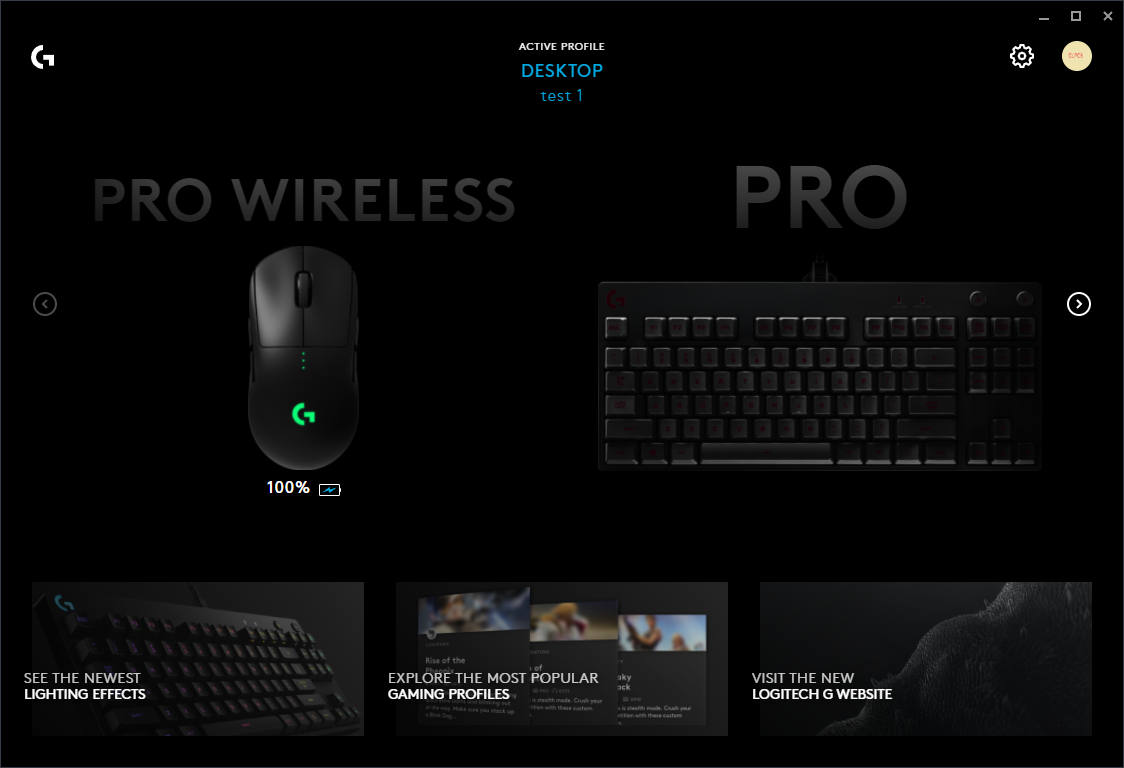 ACTIVE PROFILE
DESKTOP
test 1
PRO WIRELESS
PRO
100%
SEE THE NEWEST
LIGHTING EFFECTS
Rise of the
EXPLORE THE MOST POPULAR
GAMING PROFILES
VISIT THE NEW
LOGITECH G WEBSITE